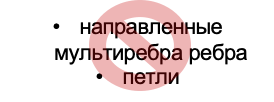 • направленные
мультиребра ребра
• петли